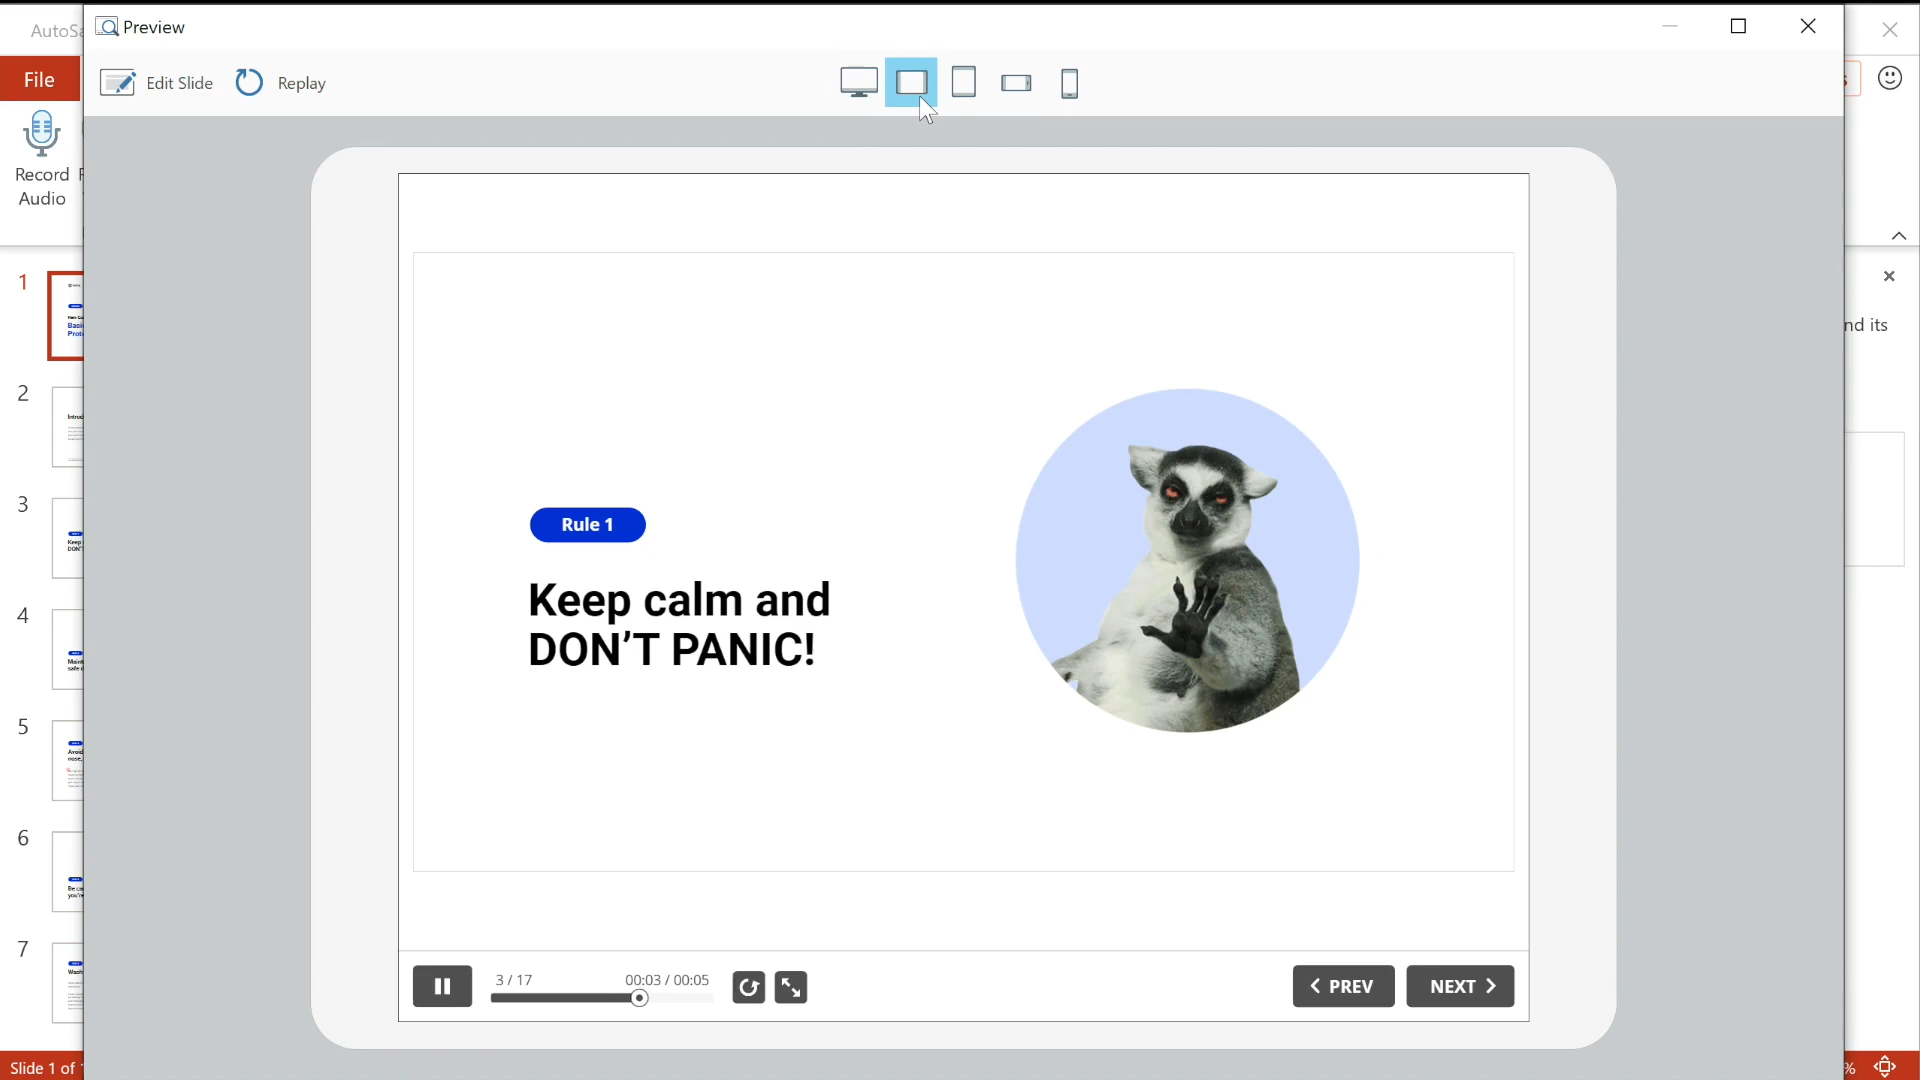 AutoSa
Preview
File
Edit Slide
Replay
Record
Audio
nd its
1
2
3
4
5
6
7
Rule 1
Keep calm and
DON'T PANIC!
3 / 17
00:03 / 00:05
PREV
NEXT
Slide 1 of
%